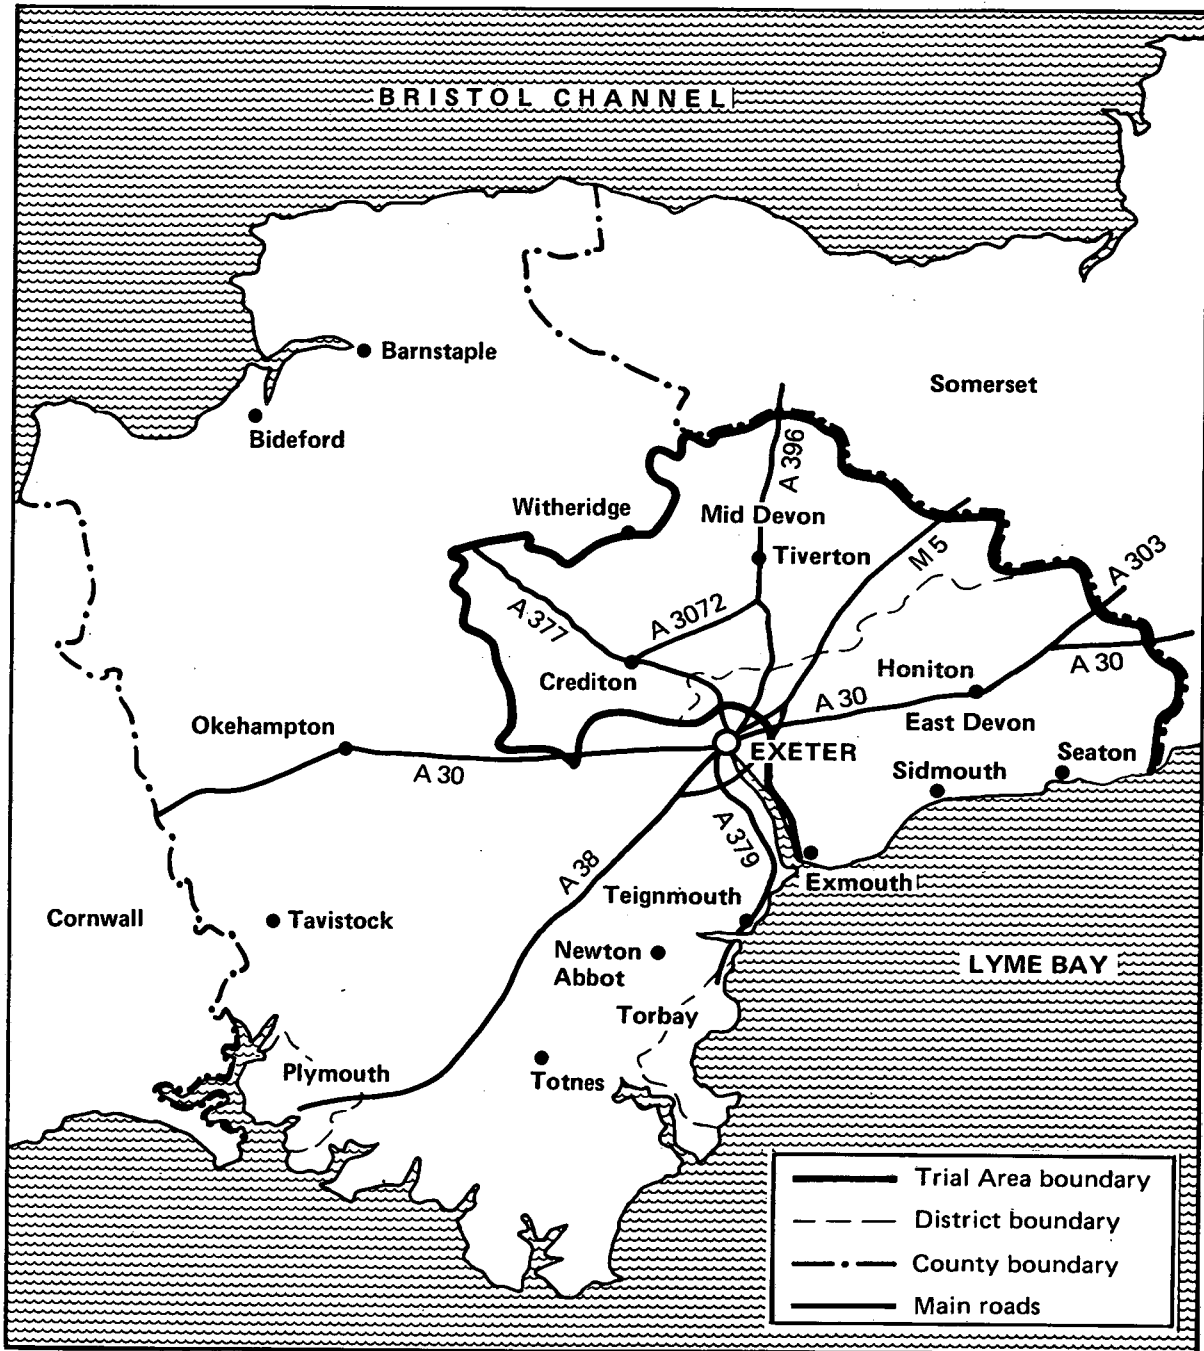 BRISTOL CHANNEL
Barnstaple
Somerset
Bideford
A 396
Witheridge
Mid Devon
M 5
Tiverton
A 303
A 377
A 3072
A 30
Honiton
Crediton
A 30
Okehampton
East Devon
EXETER
Seaton
A 30
Sidmouth
A 379
A 38
Exmouth
Teignmouth
Cornwall
Tavistock
Newton
Abbot
LYME BAY
Torbay
Plymouth
Totnes
Trial Area boundary
District boundary
County boundary
Main roads